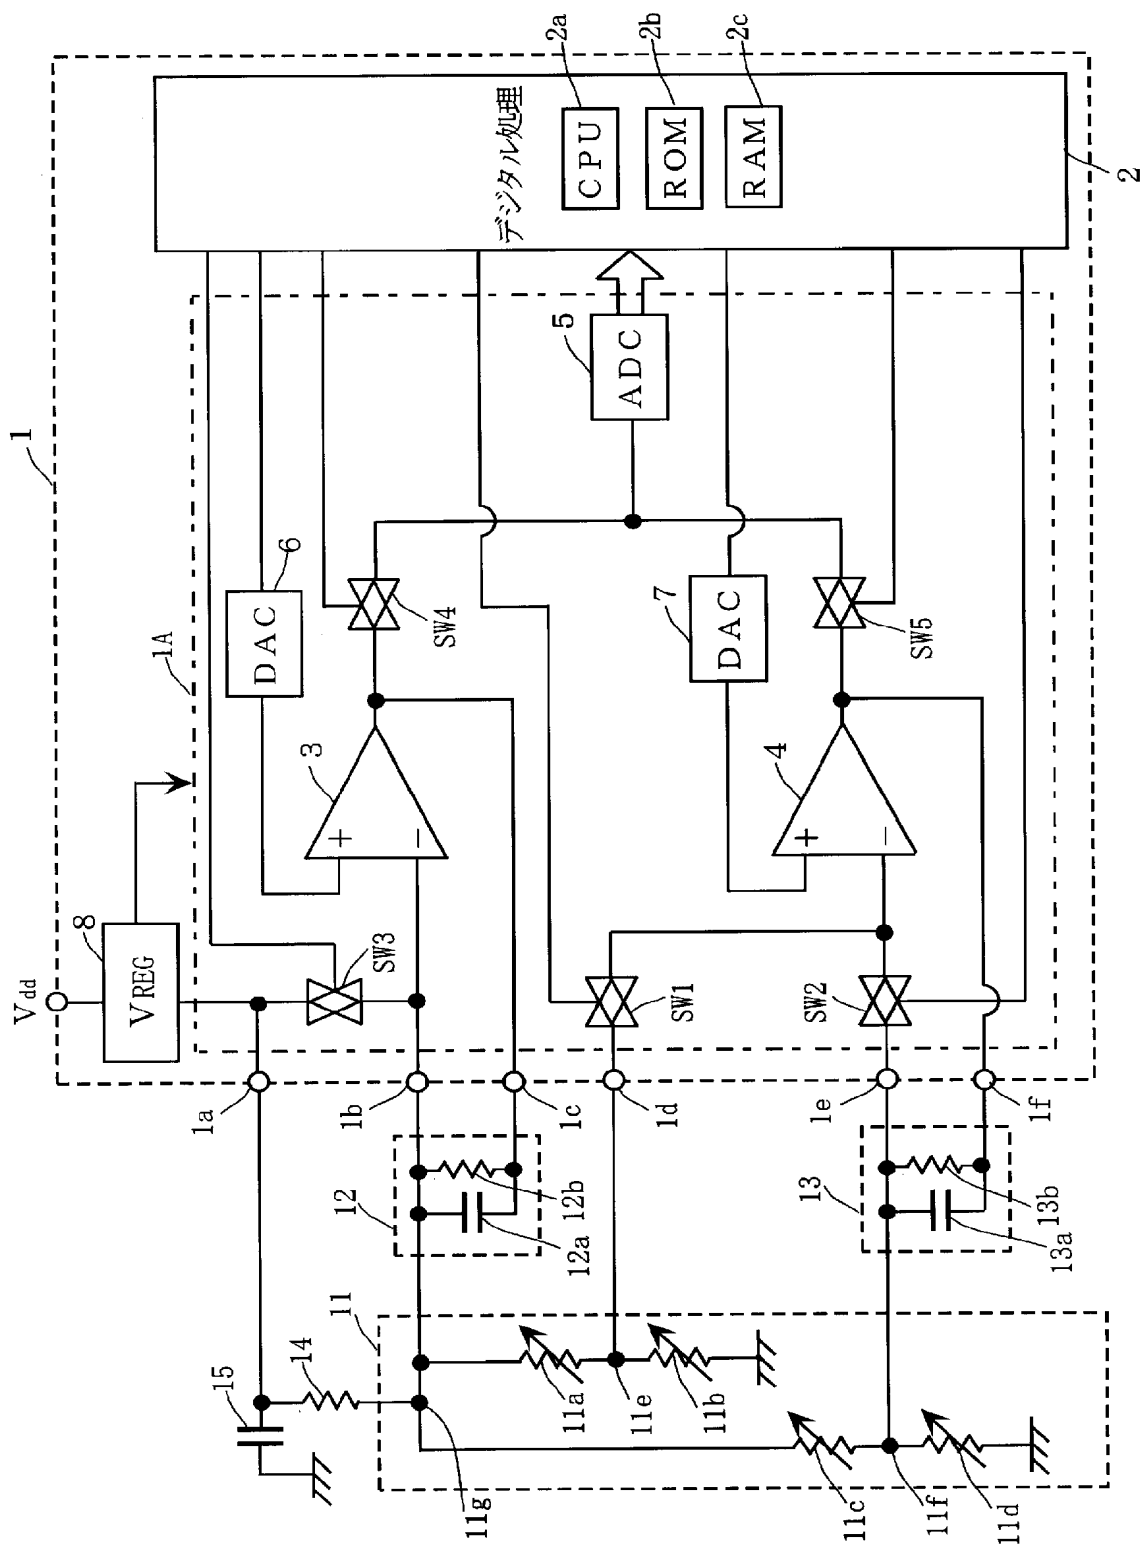 1
Vdd
8
VREG
1A
DAC
6
SW3
3
SW4
SW1
5
ADC
デジタル処理
CPU
2a
ROM
2b
RAM
2c
2
7
DAC
4
SW5
SW2
1a
1b
1c
1d
1e
1f
12
12a
12b
13
13a
13b
15
14
11
11a
11e
11b
11g
11c
11f
11d
+
−
+
−